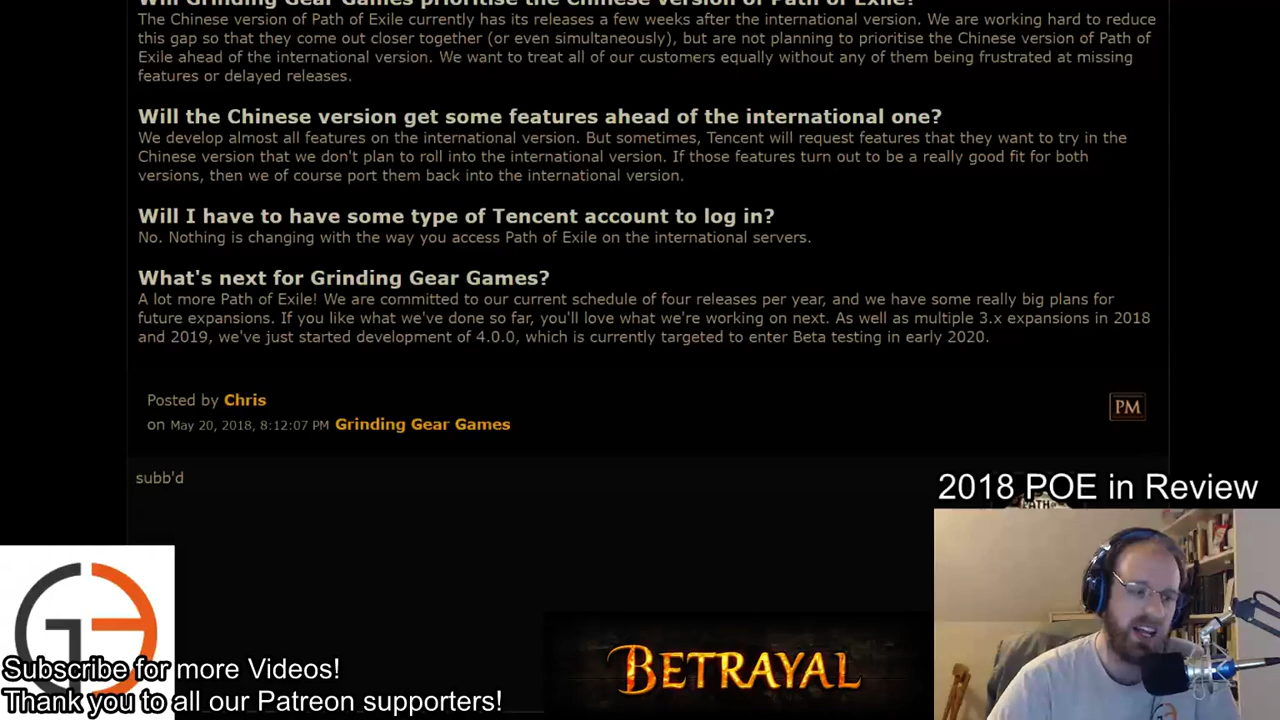 Will Grinding Gear Games prioritise the Chinese version of Path of Exile?
The Chinese version of Path of Exile currently has its releases a few weeks after the international version. We are working hard to reduce
this gap so that they come out closer together (or even simultaneously), but are not planning to prioritise the Chinese version of Path of
Exile ahead of the international version. We want to treat all of our customers equally without any of them being frustrated at missing
features or delayed releases.
Will the Chinese version get some features ahead of the international one?
We develop almost all features on the international version. But sometimes, Tencent will request features that they want to try in the
Chinese version that we don't plan to roll into the international version. If those features turn out to be a really good fit for both
versions, then we of course port them back into the international version.
Will I have to have some type of Tencent account to log in?
No. Nothing is changing with the way you access Path of Exile on the international servers.
What's next for Grinding Gear Games?
A lot more Path of Exile! We are committed to our current schedule of four releases per year, and we have some really big plans for
future expansions. If you like what we've done so far, you'll love what we're working on next. As well as multiple 3.x expansions in 2018
and 2019, we've just started development of 4.0.0, which is currently targeted to enter Beta testing in early 2020.
Posted by Chris
on May 20, 2018, 8:12:07 PM Grinding Gear Games
PM
subb'd
2018 POE in Review
PATH
GE
Subscribe for more Videos!
Thank you to all our Patreon supporters!
BETRAYAL